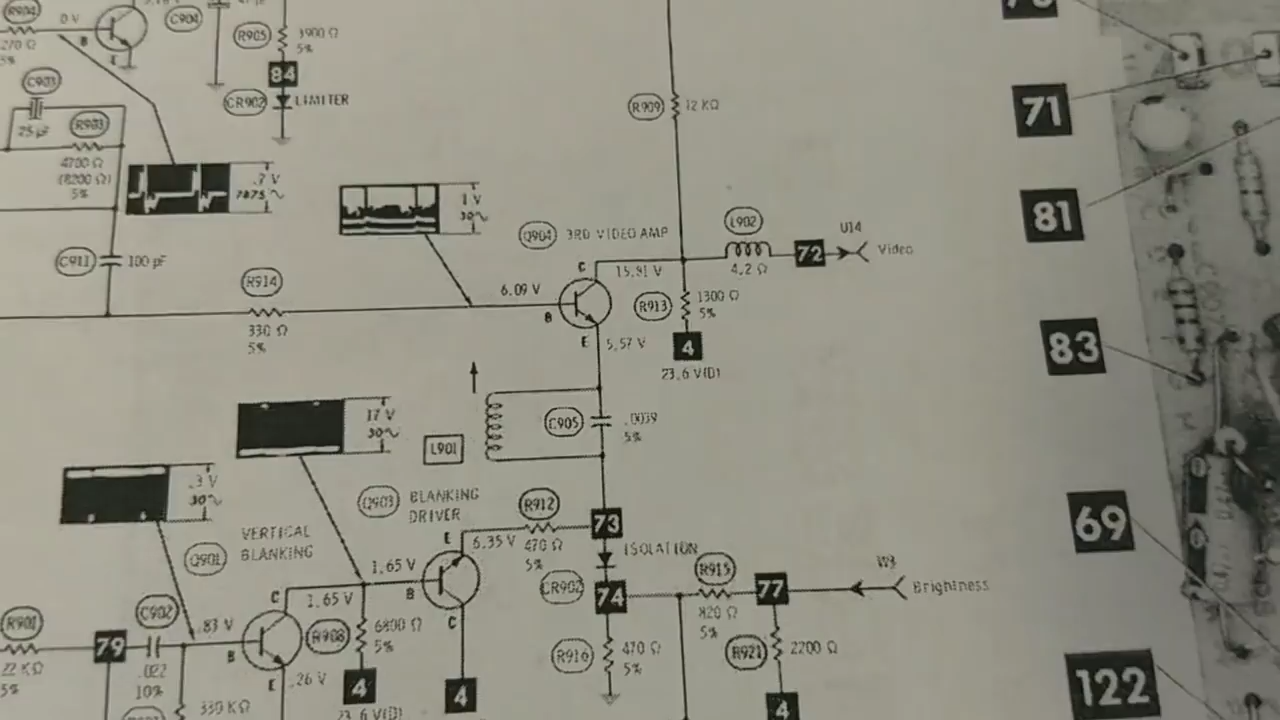 R904
0 V
270 Ω
5%
B
E
C904
R905
3900 Ω
5%
84
CR902
LIMITER
C903
25 µF
R903
4700 Ω
(8200 Ω)
5%
.7 V
7875~
C911
100 pF
R909
12 KΩ
1 V
30~
Q904
3RD VIDEO AMP
L902
4.2 Ω
72
U14
Video
R914
330 Ω
5%
6.09 V
B
C
15.81 V
E
5.57 V
R913
1300 Ω
5%
4
23.6 V(D)
17 V
30~
L901
C905
.0039
5%
.3 V
30~
Q903
BLANKING
DRIVER
VERTICAL
BLANKING
Q901
E
6.35 V
R912
470 Ω
5%
73
ISOLATION
CR902
74
R915
820 Ω
5%
77
W3
Brightness
1.65 V
B
C
C
1.65 V
R901
22 KΩ
5%
79
C902
.022
10%
.83 V
B
E
.26 V
R908
6800 Ω
5%
4
23.6 V(D)
4
330 KΩ
R916
470 Ω
5%
R921
2200 Ω
4
71
81
83
69
122